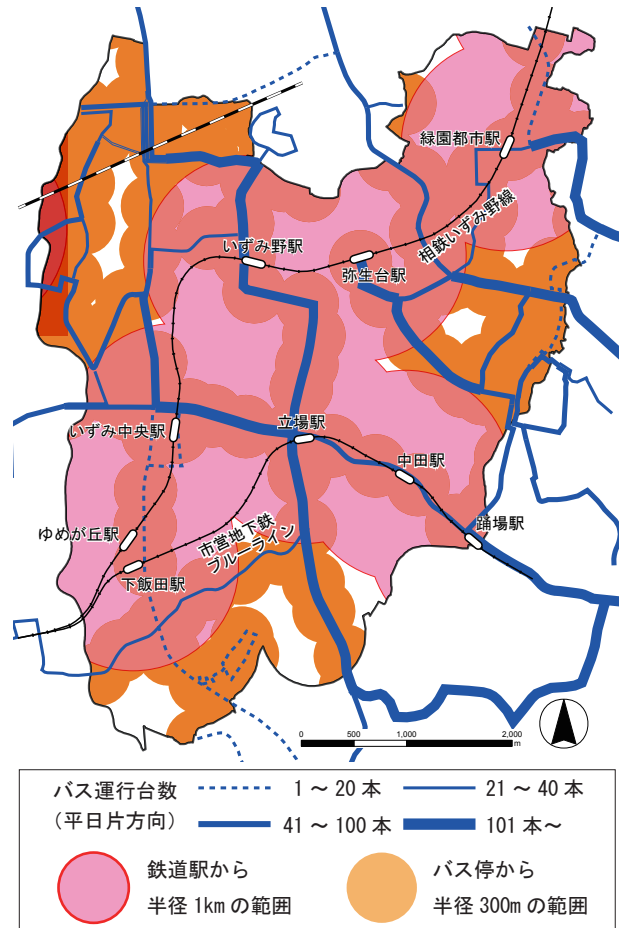 緑園都市駅
相鉄いずみ野線
いずみ野駅
弥生台駅
いずみ中央駅
立場駅
中田駅
ゆめが丘駅
市営地下鉄
ブルーライン
踊場駅
下飯田駅
0 500 1,000 2,000
m
バス運行台数
(平日片方向)
1 ～ 20 本
21 ～ 40 本
41 ～ 100 本
101 本～
鉄道駅から
半径 1km の範囲
バス停から
半径 300m の範囲